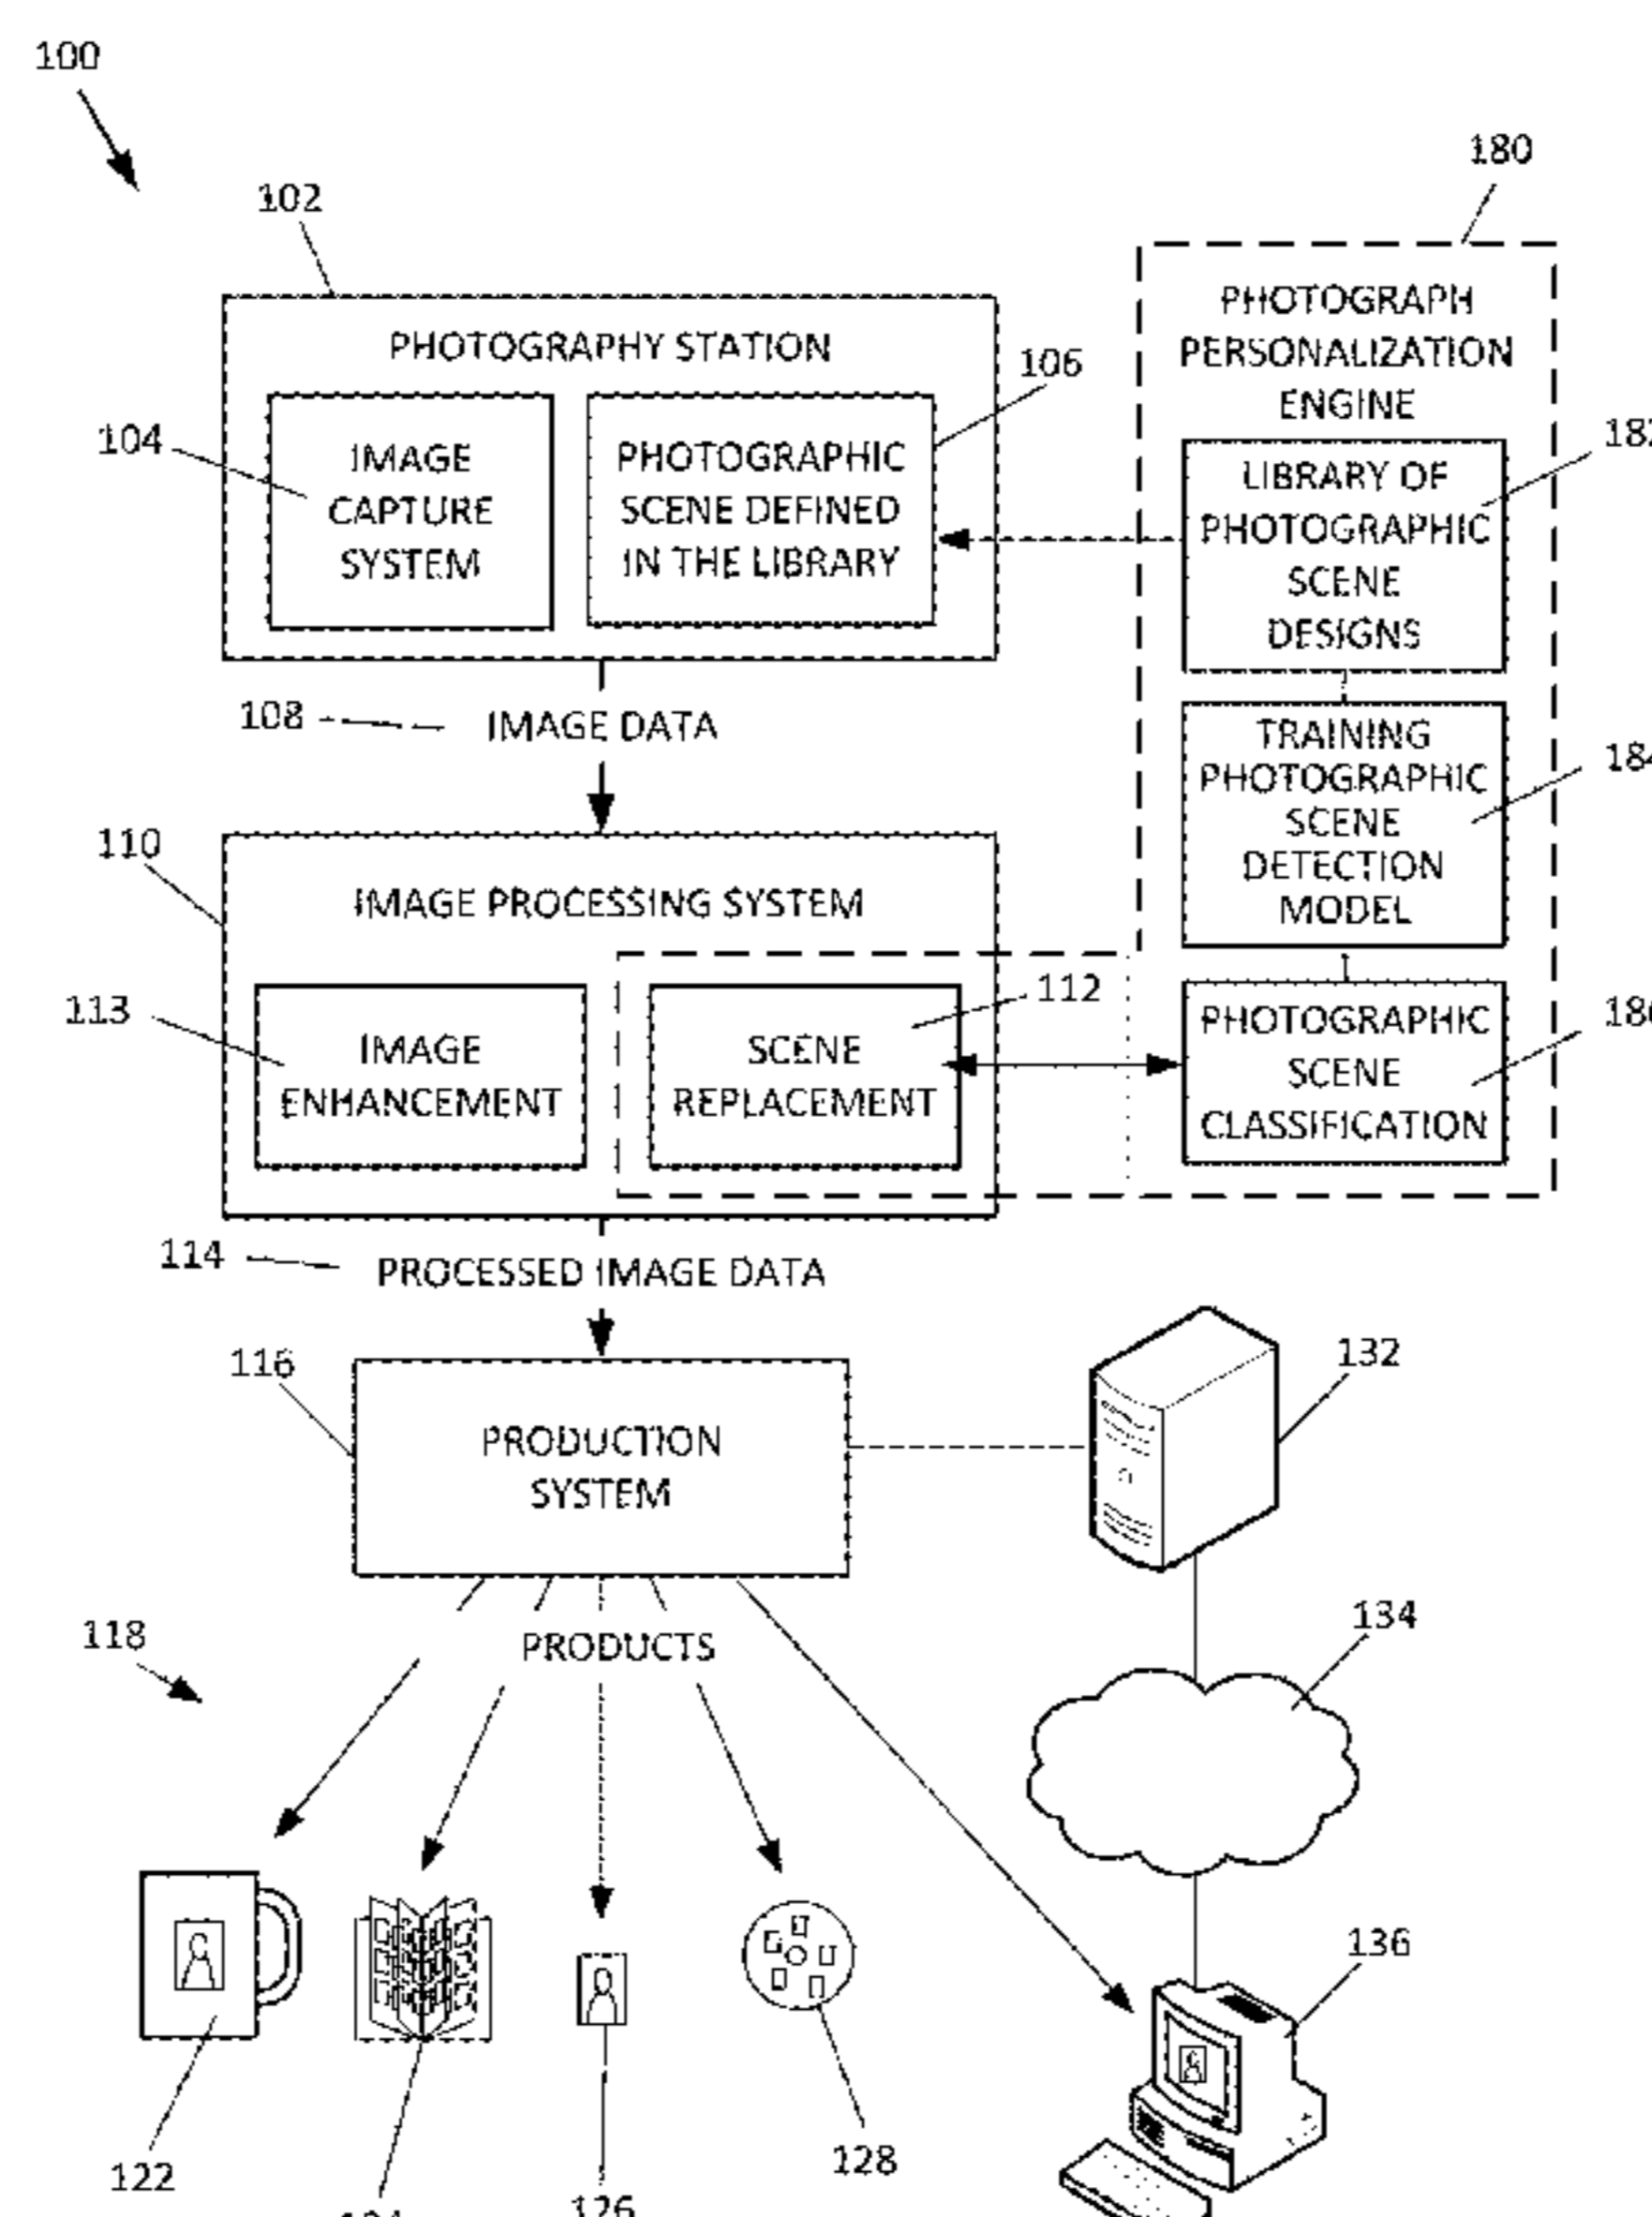 100
102
180
PHOTOGRAPHY STATION
106
104
IMAGE
CAPTURE
SYSTEM
PHOTOGRAPHIC
SCENE DEFINED
IN THE LIBRARY
PHOTOGRAPH
PERSONALIZATION
ENGINE
LIBRARY OF
PHOTOGRAPHIC
SCENE
DESIGNS
108
IMAGE DATA
TRAINING
PHOTOGRAPHIC
SCENE
DETECTION
MODEL
110
IMAGE PROCESSING SYSTEM
112
113
IMAGE
ENHANCEMENT
SCENE
REPLACEMENT
PHOTOGRAPHIC
SCENE
CLASSIFICATION
114
PROCESSED IMAGE DATA
116
PRODUCTION
SYSTEM
132
134
118
PRODUCTS
136
122
126
128